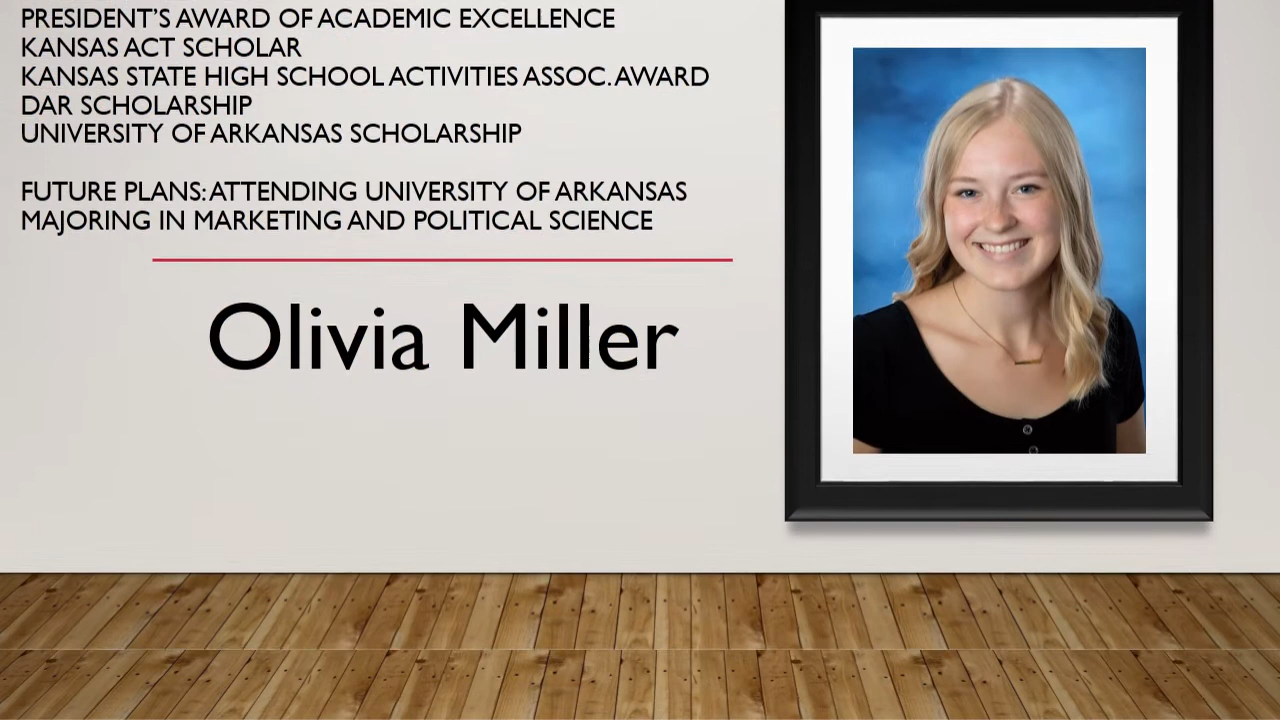 PRESIDENT'S AWARD OF ACADEMIC EXCELLENCE
KANSAS ACT SCHOLAR
KANSAS STATE HIGH SCHOOL ACTIVITIES ASSOC. AWARD
DAR SCHOLARSHIP
UNIVERSITY OF ARKANSAS SCHOLARSHIP
FUTURE PLANS: ATTENDING UNIVERSITY OF ARKANSAS
MAJORING IN MARKETING AND POLITICAL SCIENCE
Olivia Miller